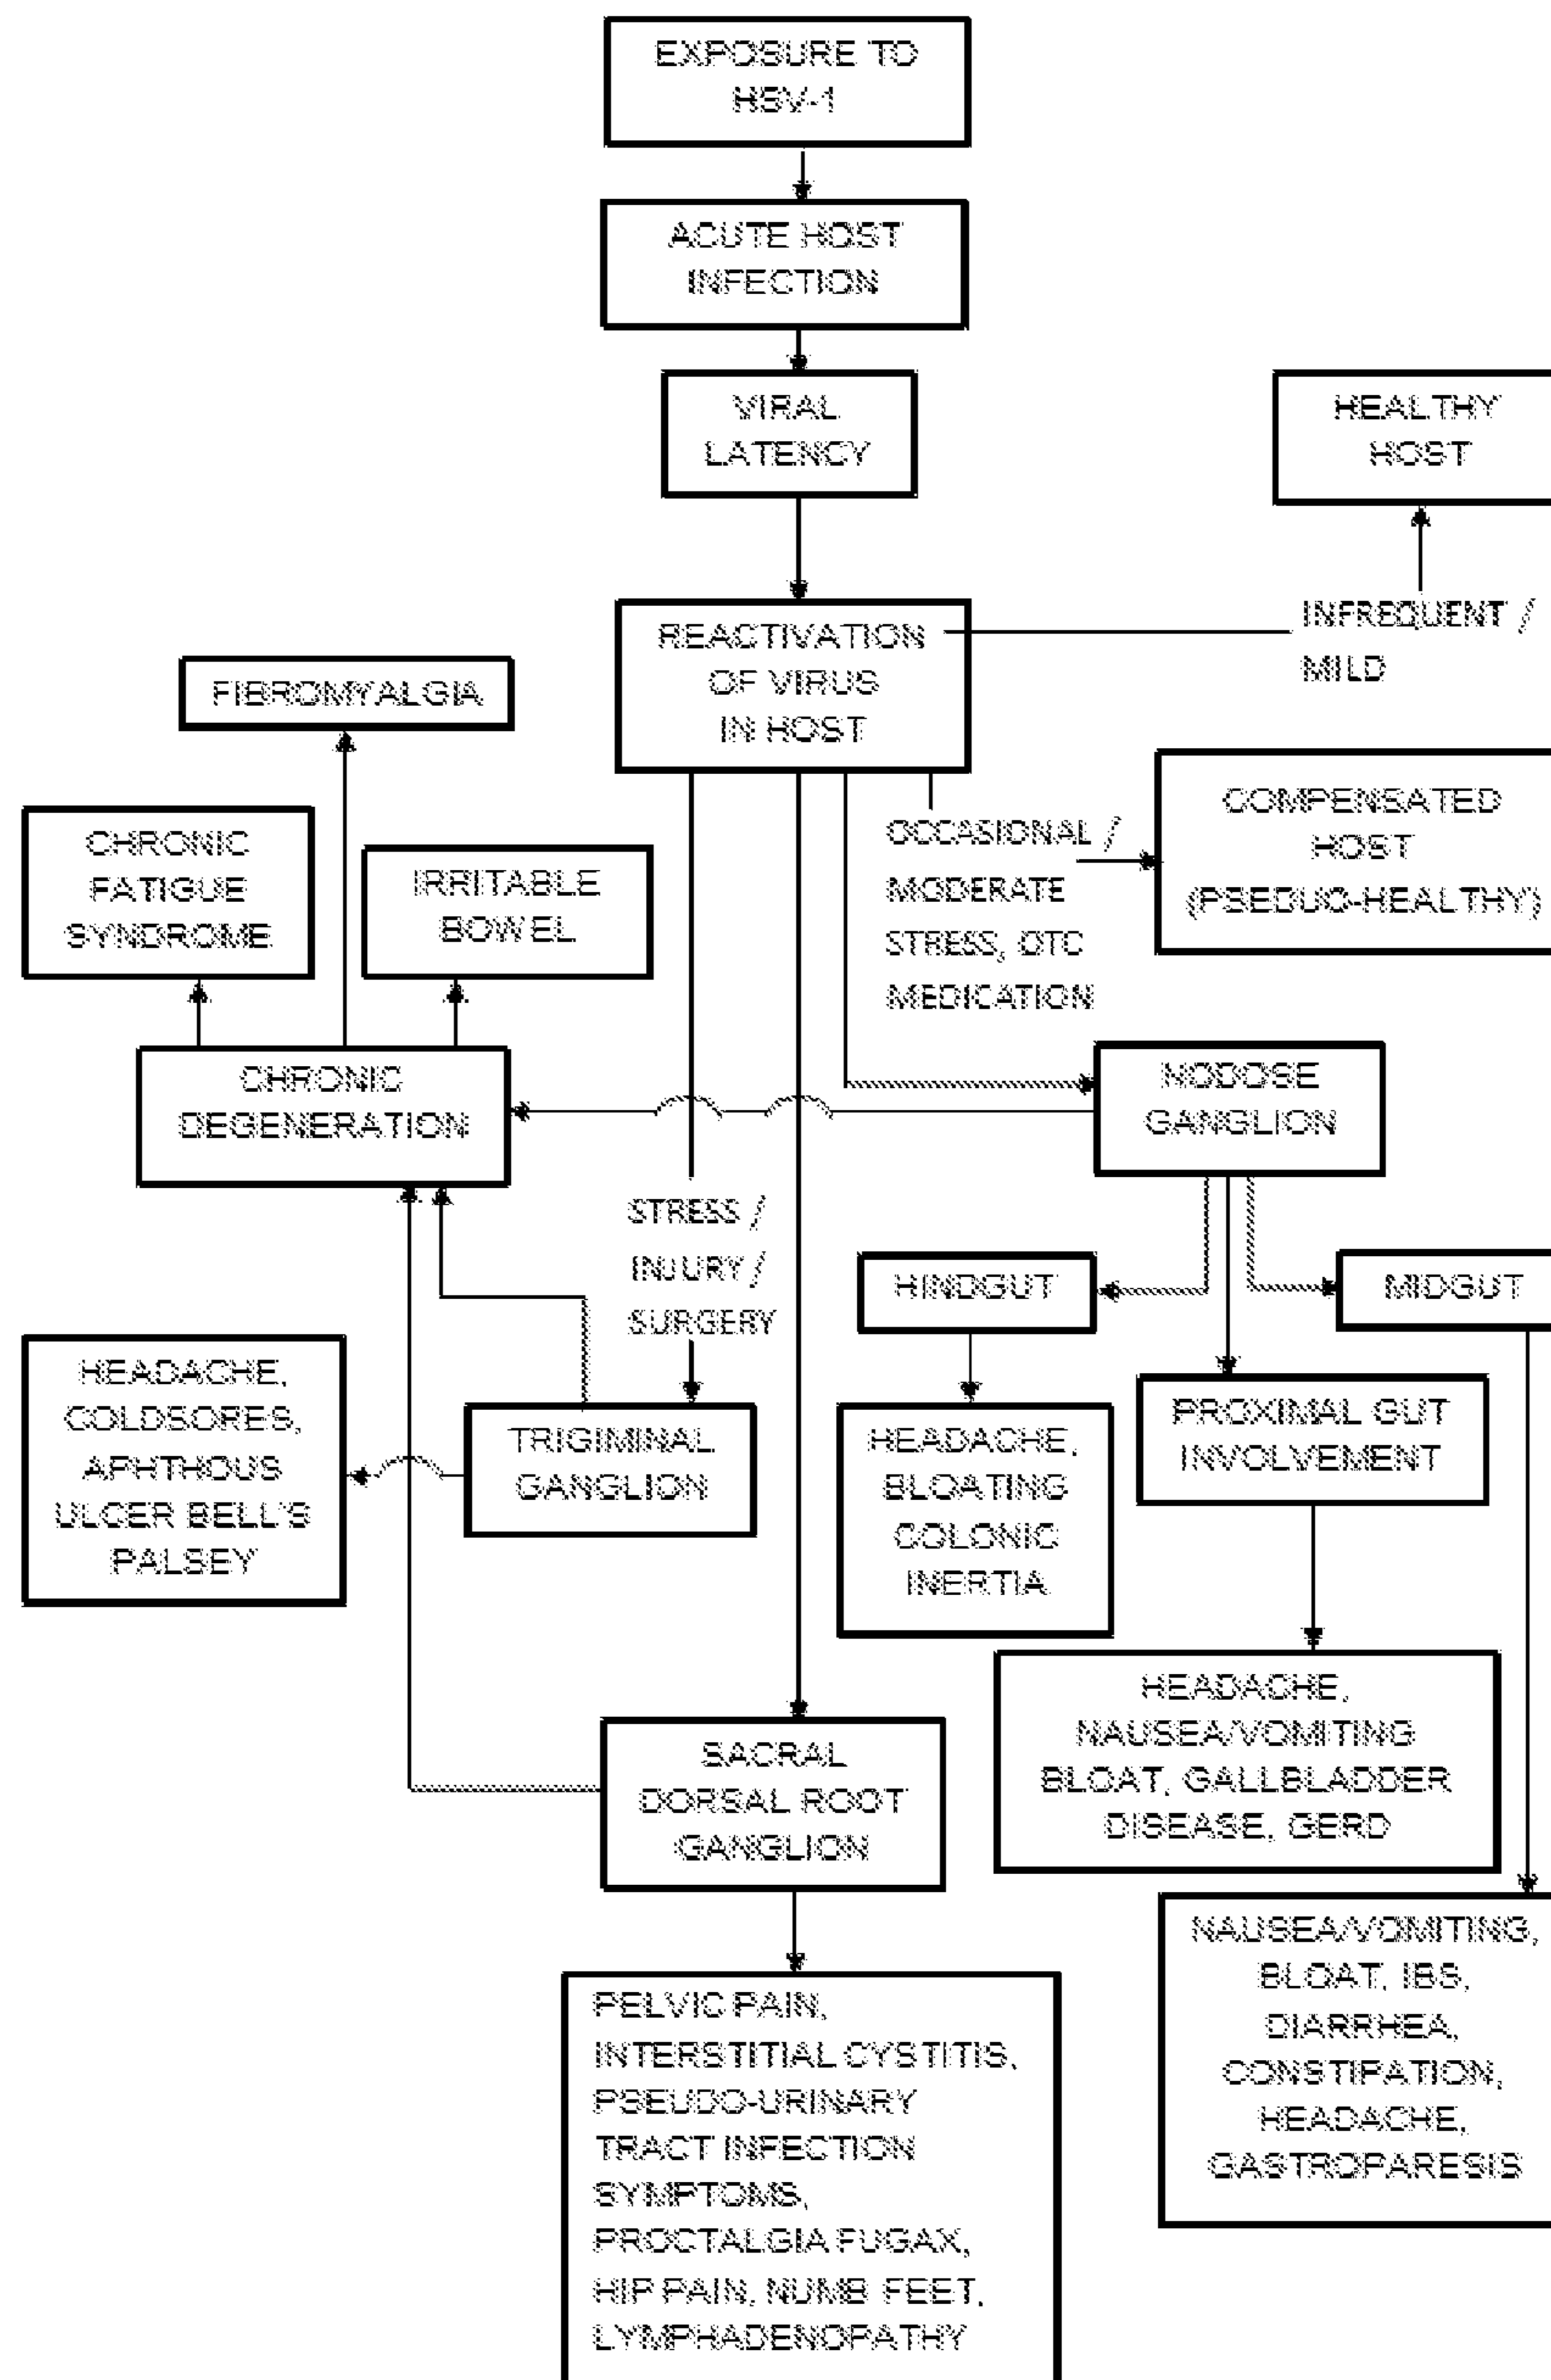 EXPOSURE TO
HSV-1
ACUTE HOST
INFECTION
VIRAL
LATENCY
HEALTHY
HOST
REACTIVATION
OF VIRUS
IN HOST
INFREQUENT /
MILD
FIBROMYALGIA
CHRONIC
FATIGUE
SYNDROME
IRRITABLE
BOWEL
OCCASIONAL /
MODERATE
STRESS, OTC
MEDICATION
COMPENSATED
HOST
(PSEDUO-HEALTHY)
CHRONIC
DEGENERATION
NODOSE
GANGLION
STRESS /
INJURY /
SURGERY
HINDGUT
MIDGUT
HEADACHE,
COLDSORES,
APHTHOUS
ULCER BELL'S
PALSEY
TRIGIMINAL
GANGLION
HEADACHE,
BLOATING
COLONIC
INERTIA
PROXIMAL GUT
INVOLVEMENT
HEADACHE,
NAUSEA/VOMITING
BLOAT, GALLBLADDER
DISEASE, GERD
SACRAL
DORSAL ROOT
GANGLION
NAUSEA/VOMITING,
BLOAT, IBS,
DIARRHEA,
CONSTIPATION,
HEADACHE,
GASTROPARESIS
PELVIC PAIN,
INTERSTITIAL CYSTITIS,
PSEUDO-URINARY
TRACT INFECTION
SYMPTOMS,
PROCTALGIA FUGAX,
HIP PAIN, NUMB FEET,
LYMPHADENOPATHY